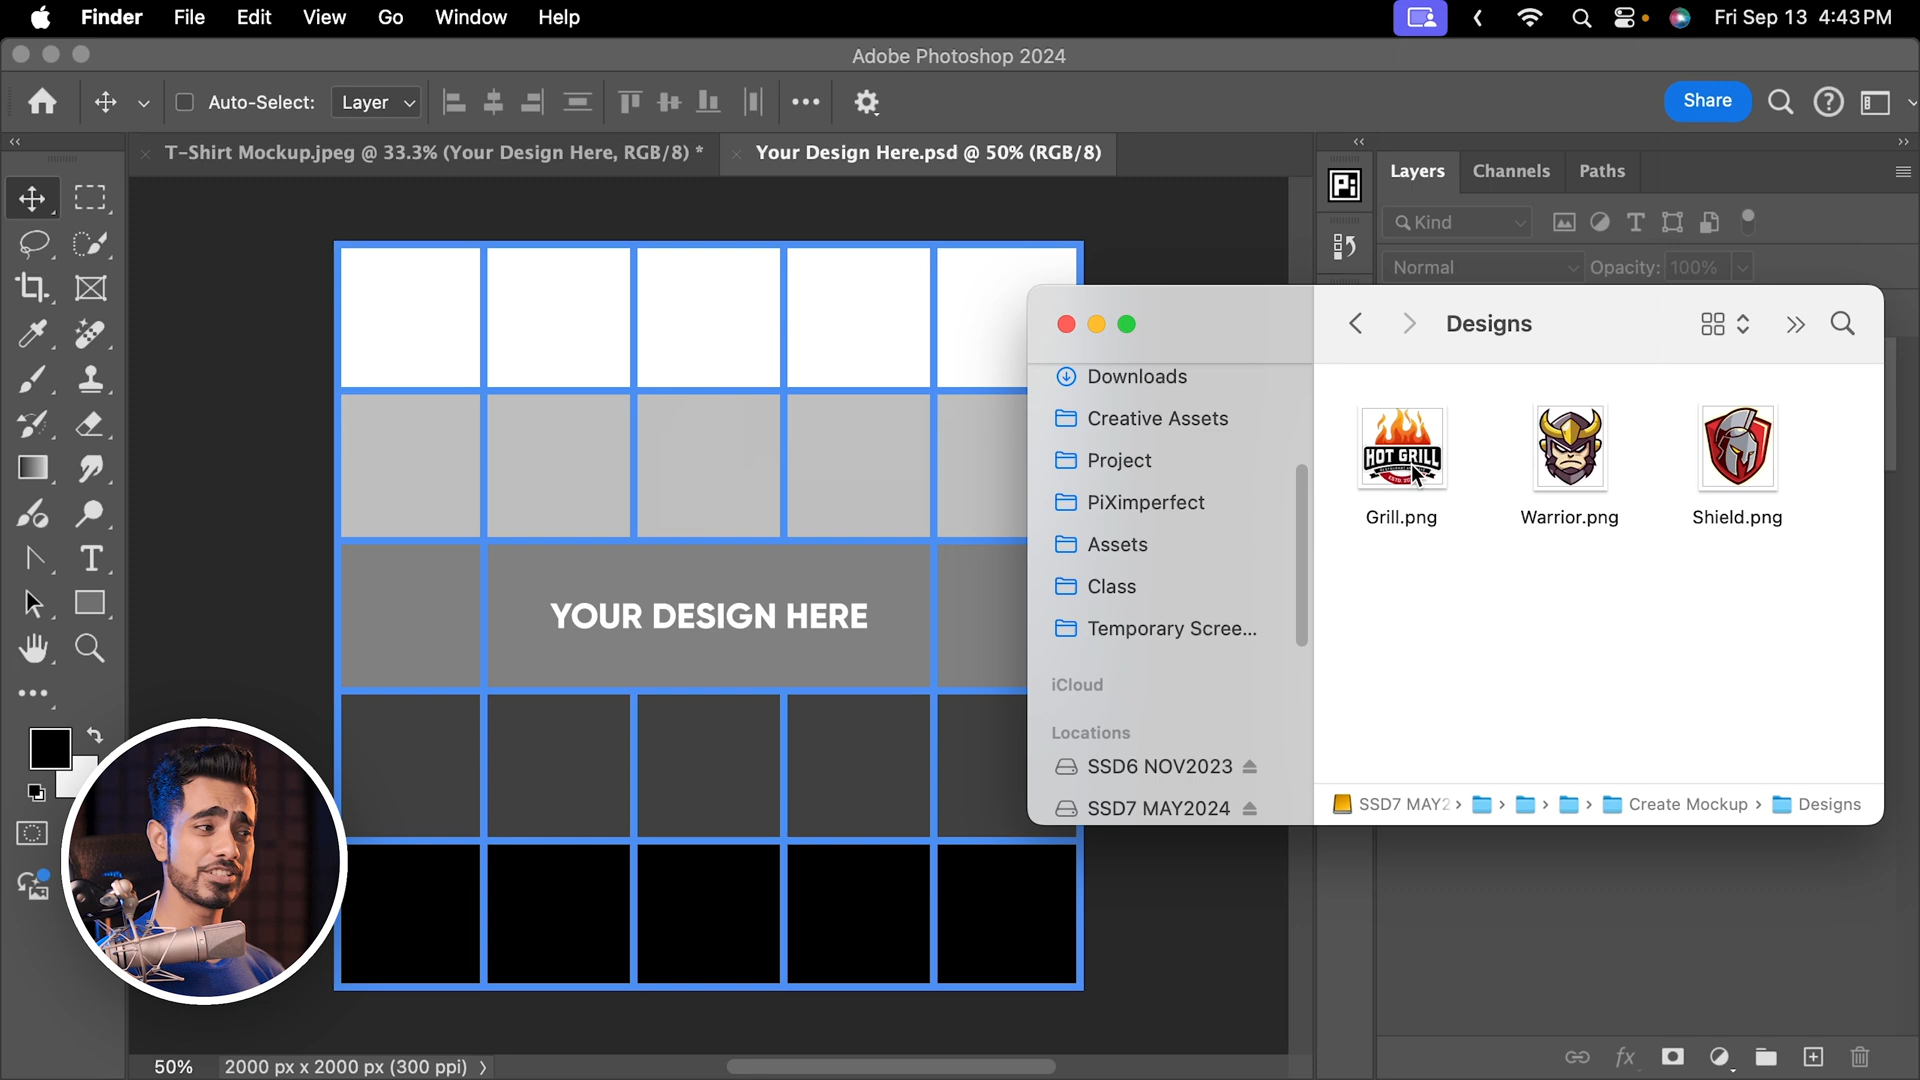 Finder File Edit View Go Window Help Fri Sep 13 4:43 PM
Adobe Photoshop 2024
Auto-Select: Layer Share
T-Shirt Mockup.jpeg @ 33.3% (Your Design Here, RGB/8) * Your Design Here.psd @ 50% (RGB/8)
Pi
Layers Channels Paths
Kind
Normal Opacity: 100%
Designs
Downloads
Creative Assets
Project
PiXimperfect
Assets
Class
Temporary Scree...
iCloud
Locations
SSD6 NOV2023
SSD7 MAY2024
HOT GRILL
Grill.png Warrior.png Shield.png
SSD7 MAY2 Create Mockup Designs
YOUR DESIGN HERE
50% 2000 px x 2000 px (300 ppi)
fx